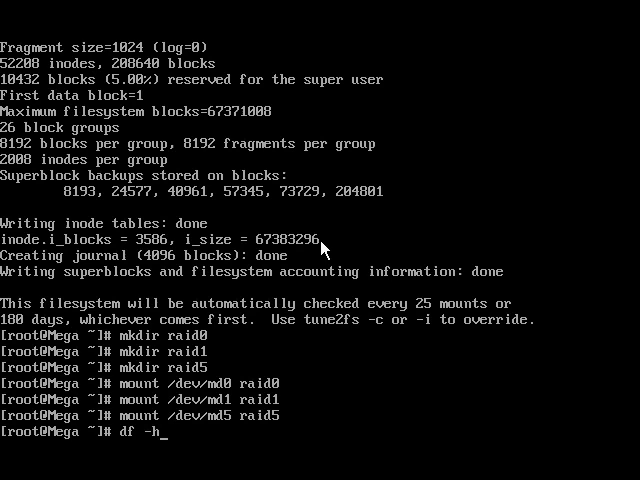 Fragment size=1024 (log=0)
52208 inodes, 208640 blocks
10432 blocks (5.00%) reserved for the super user
First data block=1
Maximum filesystem blocks=67371008
26 block groups
8192 blocks per group, 8192 fragments per group
2008 inodes per group
Superblock backups stored on blocks:
        8193, 24577, 40961, 57345, 73729, 204801

Writing inode tables: done
inode.i_blocks = 3586, i_size = 67383296
Creating journal (4096 blocks): done
Writing superblocks and filesystem accounting information: done

This filesystem will be automatically checked every 25 mounts or
180 days, whichever comes first.  Use tune2fs -c or -i to override.
[root@Mega ~]# mkdir raid0
[root@Mega ~]# mkdir raid1
[root@Mega ~]# mkdir raid5
[root@Mega ~]# mount /dev/md0 raid0
[root@Mega ~]# mount /dev/md1 raid1
[root@Mega ~]# mount /dev/md5 raid5
[root@Mega ~]# df -h_